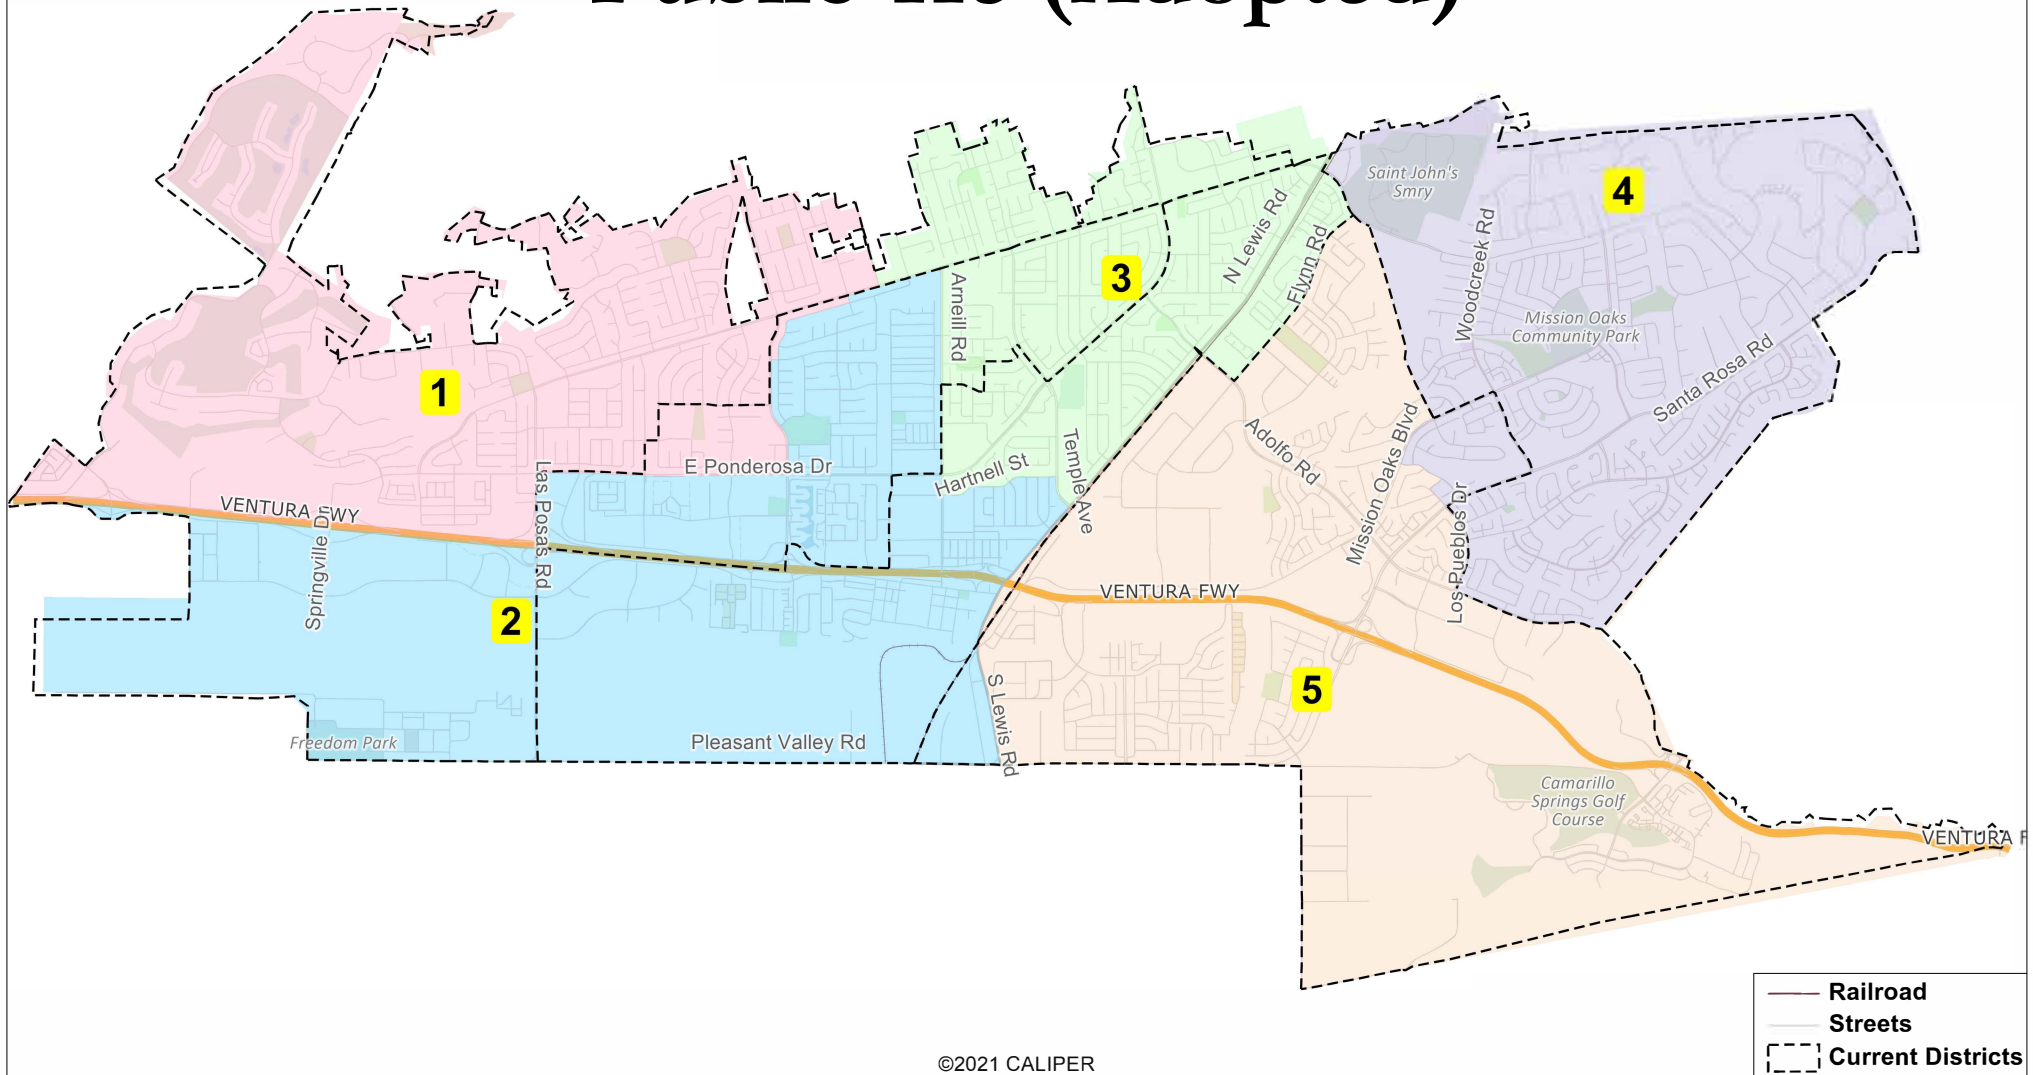 (Adopted)
Saint John's
Smry
4
Woodcreek Rd
N Lewis Rd
Flynn Rd
3
Arneill Rd
Mission Oaks
Community Park
Santa Rosa Rd
1
Adolfo Rd
Mission Oaks Blvd
E Ponderosa Dr
Hartnell St
Temple Ave
Las Posas Rd
VENTURA FWY
Springville Dr
Los Pueblos Dr
VENTURA FWY
2
5
S Lewis Rd
Freedom Park
Pleasant Valley Rd
Camarillo
Springs Golf
Course
VENTURA F
Railroad
Streets
Current Districts
©2021 CALIPER